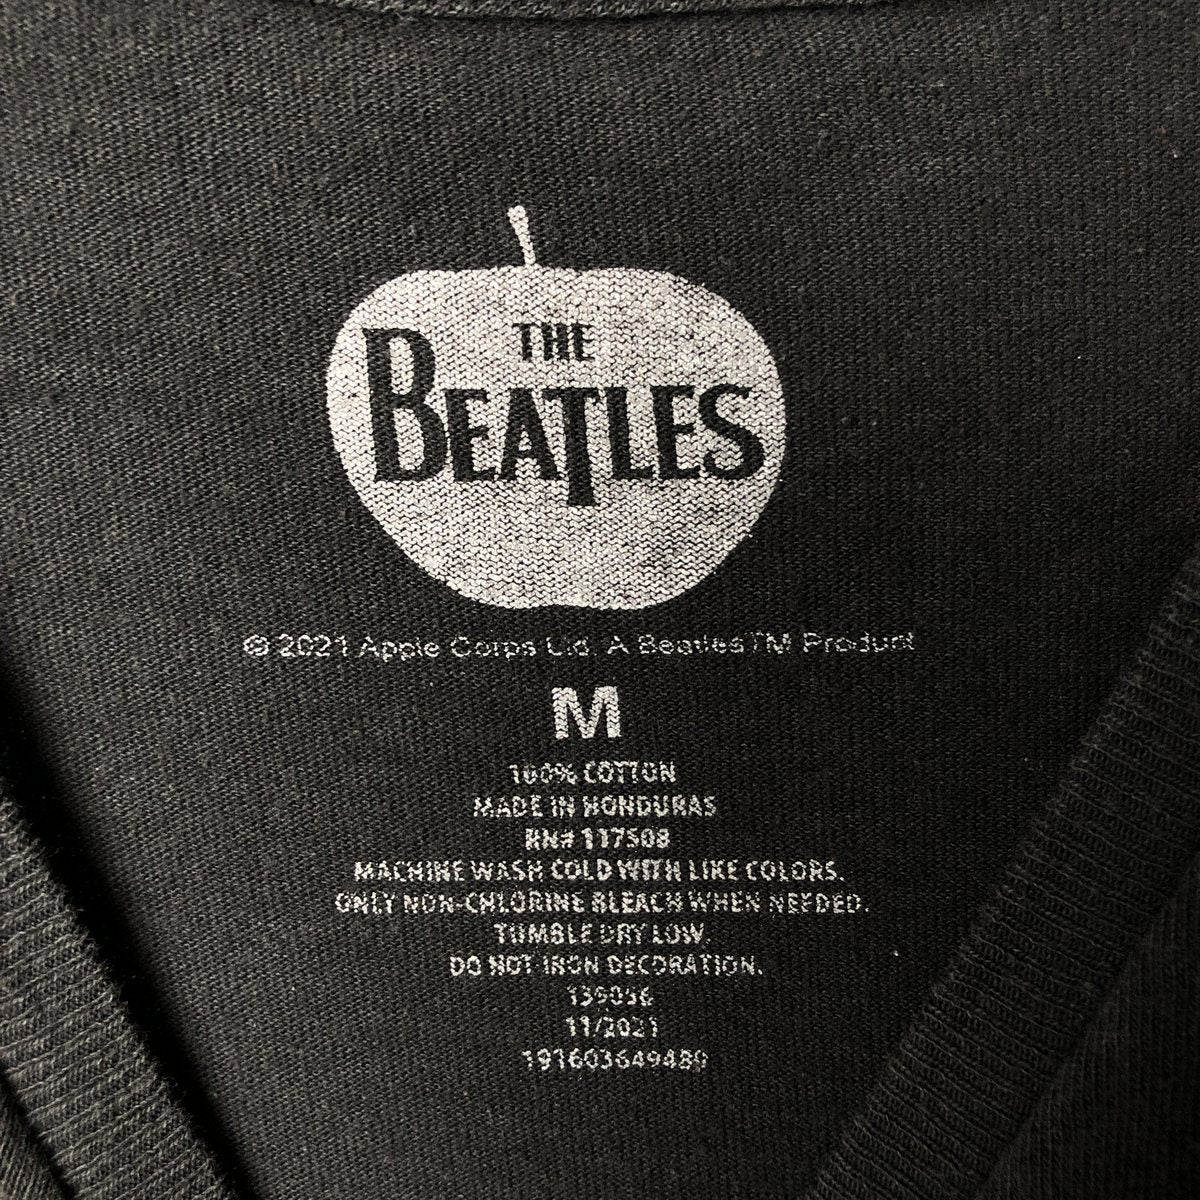 THE
BEATLES
© 2021 Apple Corps Ltd. A Beatles™ Product
M
100% COTTON
MADE IN HONDURAS
RN# 117508
MACHINE WASH COLD WITH LIKE COLORS.
ONLY NON-CHLORINE BLEACH WHEN NEEDED.
TUMBLE DRY LOW.
DO NOT IRON DECORATION.
11/2021
191603649489